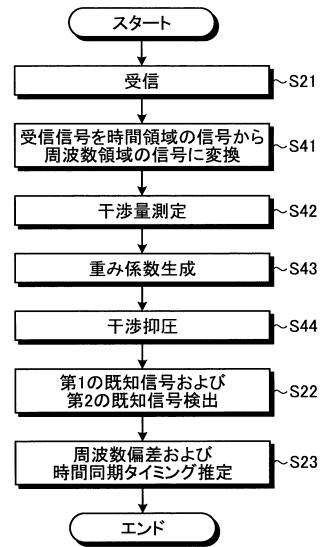 スタート
受信
S21
受信信号を時間領域の信号から
周波数領域の信号に変換
S41
干渉量測定
S42
重み係数生成
S43
干渉抑圧
S44
第1の既知信号および
第2の既知信号検出
S22
周波数偏差および
時間同期タイミング推定
S23
エンド